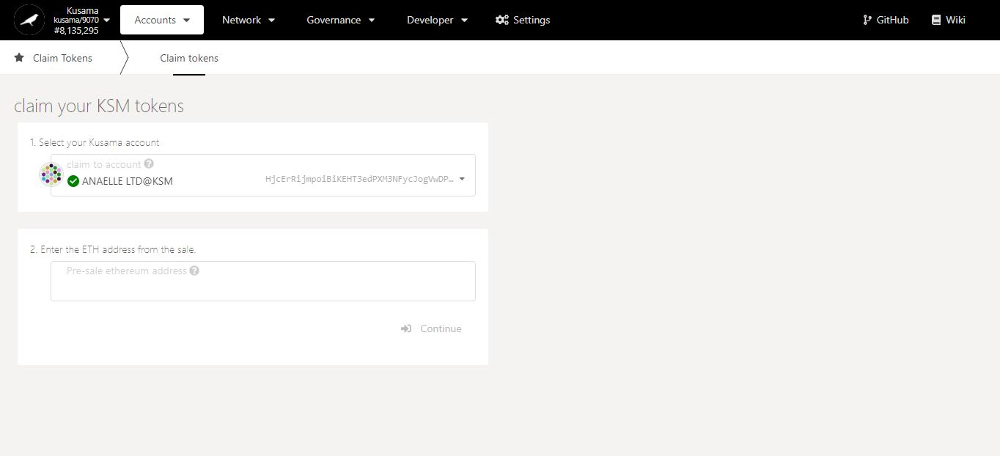 Kusama
kusama/9070
#8,135,295
Accounts
Network
Governance
Developer
Settings
GitHub
Wiki
Claim Tokens
Claim tokens
claim your KSM tokens
1. Select your Kusama account
claim to account
ANAELLE LTD@KSM
HjcErRijmpoiBiKEHT3edPXM3NFycJogVwDP…
2. Enter the ETH address from the sale.
Pre-sale ethereum address
Continue